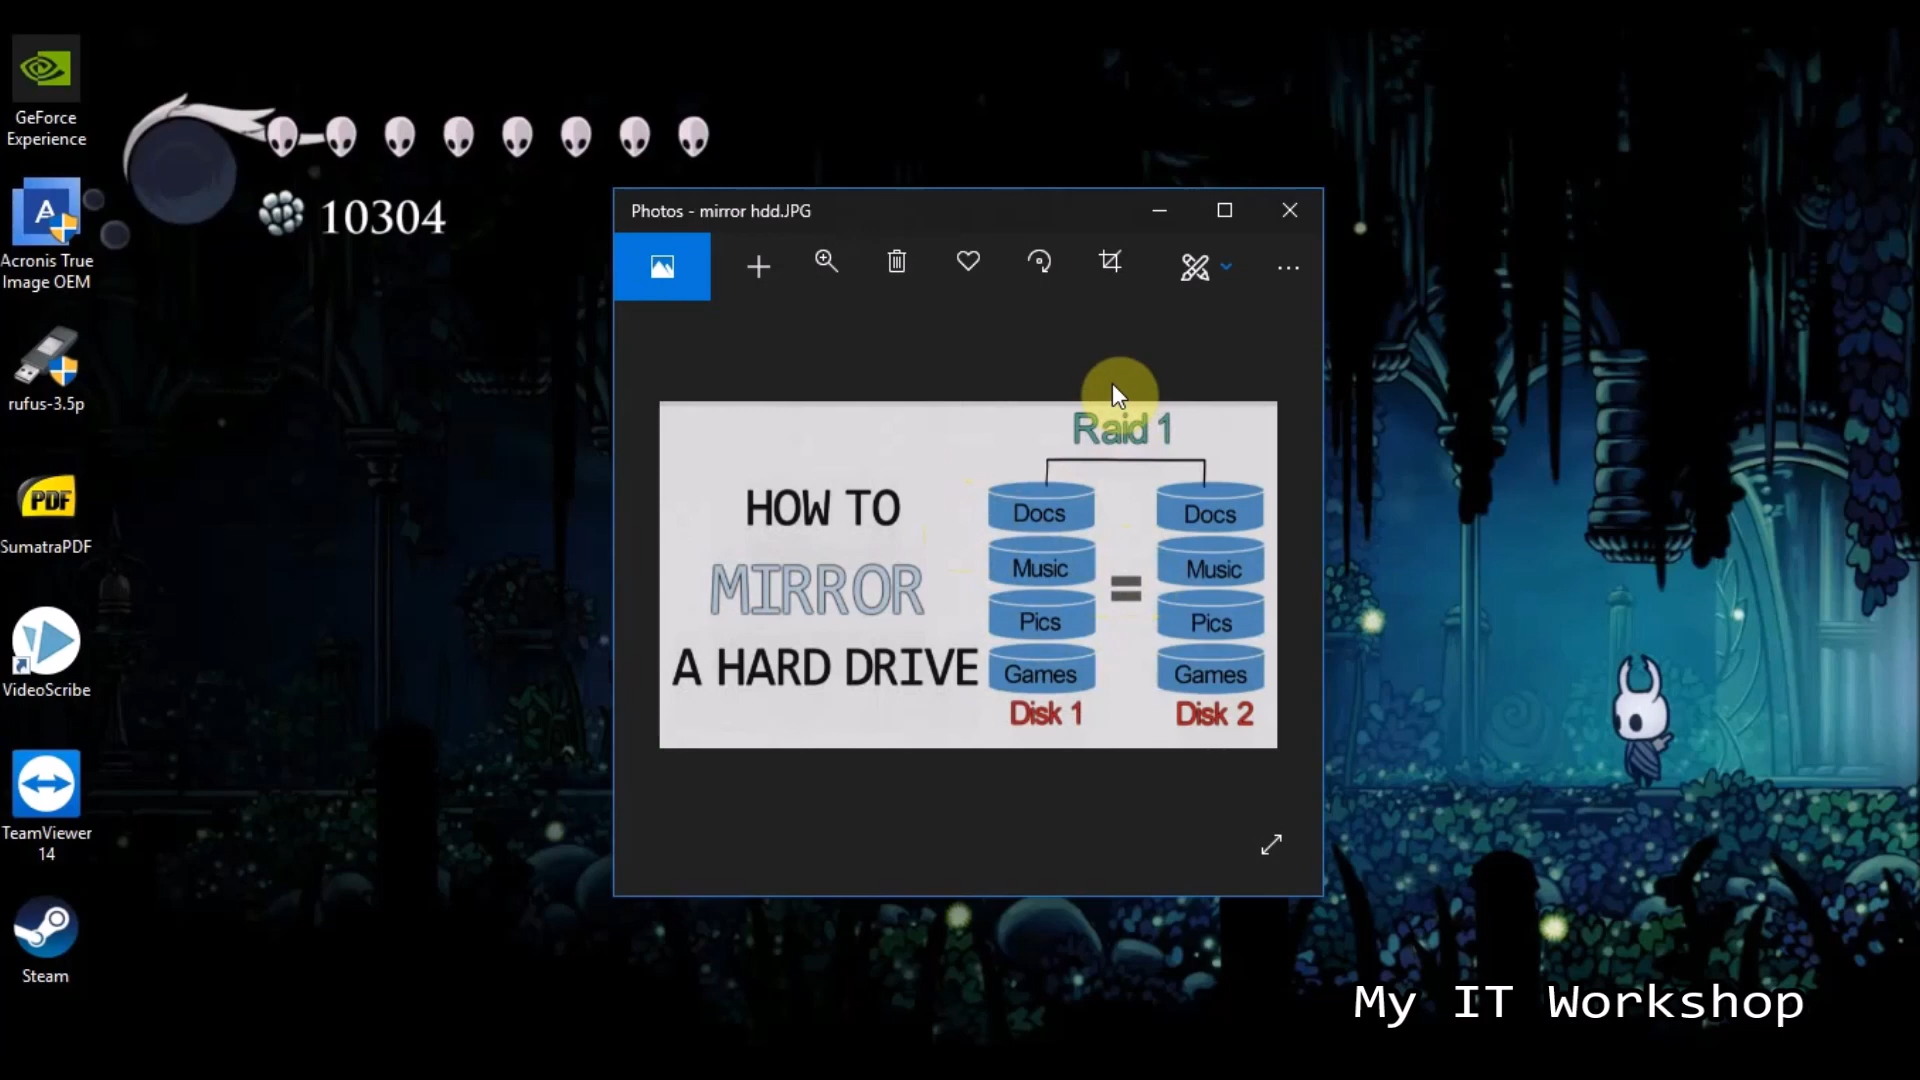 GeForce
Experience
Acronis True
Image OEM
rufus-3.5p
PDF
SumatraPDF
VideoScribe
TeamViewer
14
Steam
10304
Photos - mirror hdd.JPG
Raid 1
HOW TO
MIRROR
A HARD DRIVE
Docs
Docs
Music
=
Music
Pics
Pics
Games
Games
Disk 1
Disk 2
My IT Workshop